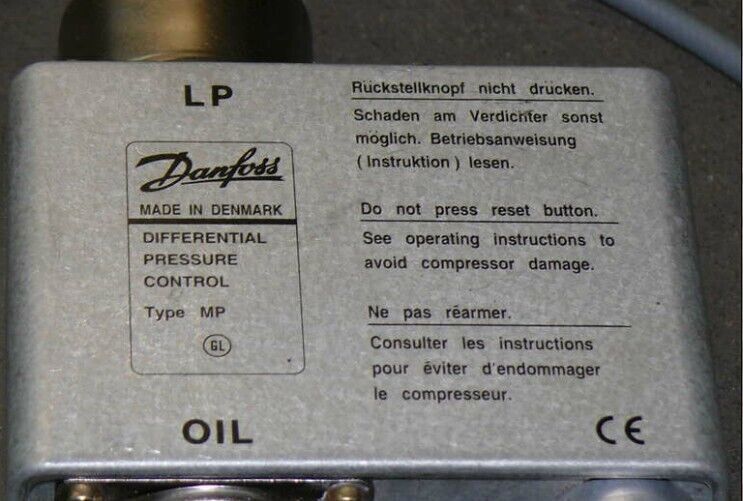 LP
Danfoss
MADE IN DENMARK
DIFFERENTIAL
PRESSURE
CONTROL
Type MP
GL
OIL
Rückstellknopf nicht drücken.
Schaden am Verdichter sonst
möglich. Betriebsanweisung
(Instruktion) lesen.
Do not press reset button.
See operating instructions to
avoid compressor damage.
Ne pas réarmer.
Consulter les instructions
pour éviter d'endommager
le compresseur.
CE